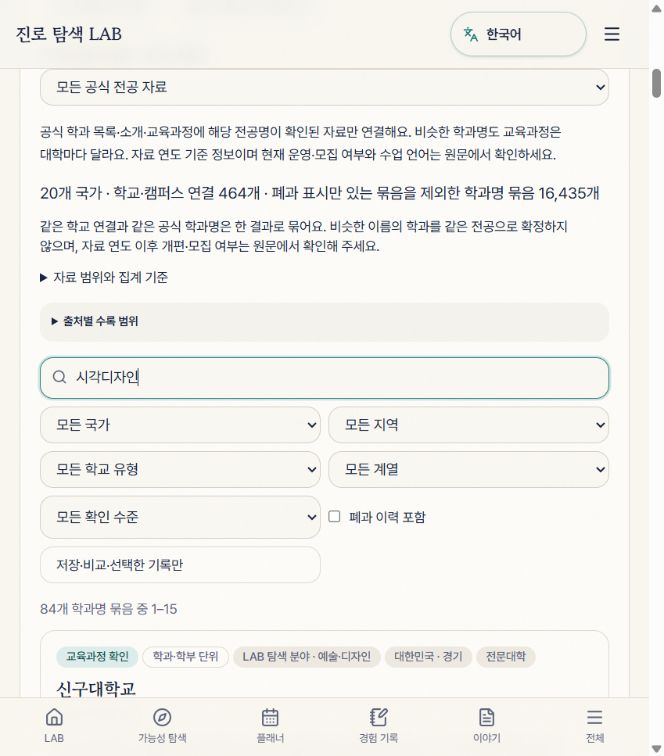 진로 탐색 LAB
한국어
모든 공식 전공 자료
공식 학과 목록·소개·교육과정에 해당 전공명이 확인된 자료만 연결해요. 비슷한 학과명도 교육과정은
대학마다 달라요. 자료 연도 기준 정보이며 현재 운영·모집 여부와 수업 언어는 원문에서 확인하세요.
20개 국가 · 학교·캠퍼스 연결 464개 · 폐과 표시만 있는 묶음을 제외한 학과명 묶음 16,435개
같은 학교 연결과 같은 공식 학과명은 한 결과로 묶어요. 비슷한 이름의 학과를 같은 전공으로 확정하지
않으며, 자료 연도 이후 개편·모집 여부는 원문에서 확인해 주세요.
▶ 자료 범위와 집계 기준
▶ 출처별 수록 범위
시각디자인
모든 국가
모든 지역
모든 학교 유형
모든 계열
모든 확인 수준
폐과 이력 포함
저장·비교·선택한 기록만
84개 학과명 묶음 중 1–15
교육과정 확인
학과·학부 단위
LAB 탐색 분야 · 예술·디자인
대한민국 · 경기
전문대학
신구대학교
LAB
가능성 탐색
플래너
경험 기록
이야기
전체